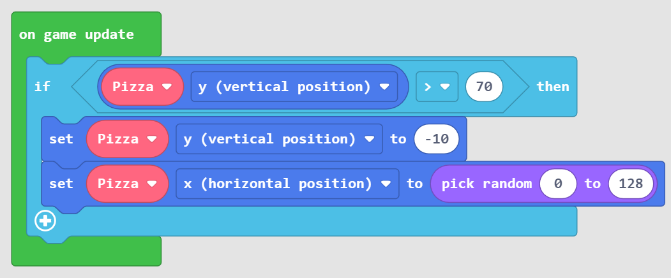 on game update
if Pizza y (vertical position) > 70 then
set Pizza y (vertical position) to -10
set Pizza x (horizontal position) to pick random 0 to 128